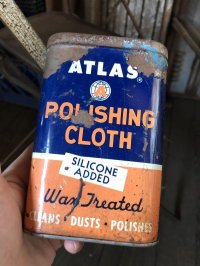 ATLAS®
POLISHING
CLOTH
SILICONE
• ADDED
Wax Treated
CLEANS • DUSTS • POLISHES